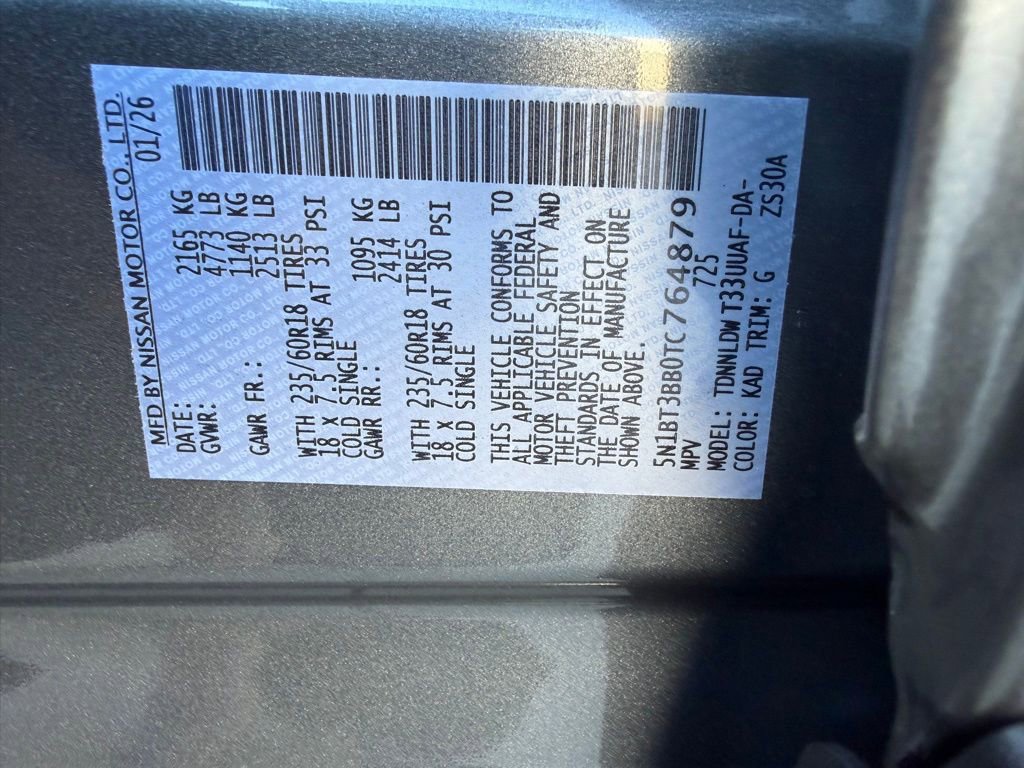 MFD BY NISSAN MOTOR CO., LTD.
DATE: 01/26
GVWR: 2165 KG
4773 LB
GAWR FR.: 1140 KG
2513 LB
WITH 235/60R18 TIRES
18 X 7.5 RIMS AT 33 PSI
COLD SINGLE
GAWR RR.: 1095 KG
2414 LB
WITH 235/60R18 TIRES
18 X 7.5 RIMS AT 30 PSI
COLD SINGLE
THIS VEHICLE CONFORMS TO
ALL APPLICABLE FEDERAL
MOTOR VEHICLE SAFETY AND
THEFT PREVENTION
STANDARDS IN EFFECT ON
THE DATE OF MANUFACTURE
SHOWN ABOVE.
5N1BT3BB0TC764879
MPV 725
MODEL: TDNNLDW T33UUAF-DA-
COLOR: KAD TRIM: G ZS30A